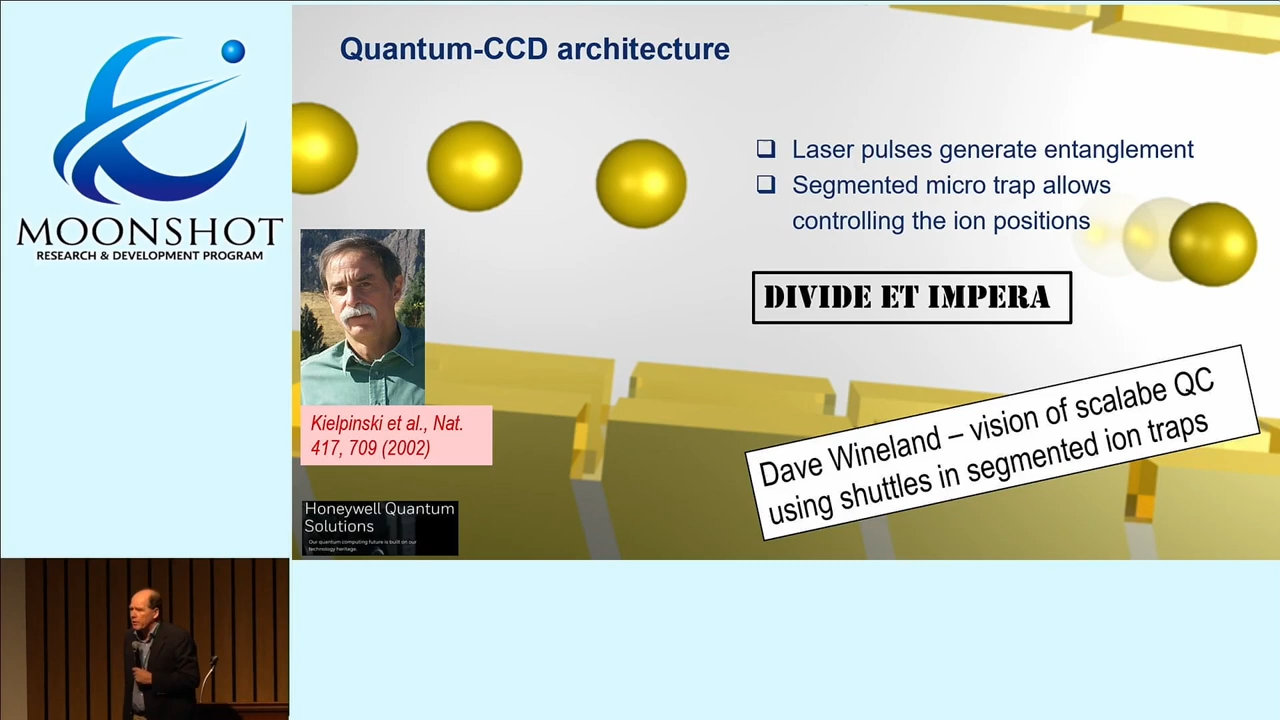 MOONSHOT
RESEARCH & DEVELOPMENT PROGRAM
Quantum-CCD architecture
Laser pulses generate entanglement
Segmented micro trap allows
controlling the ion positions
DIVIDE ET IMPERA
Kielpinski et al., Nat.
417, 709 (2002)
Dave Wineland – vision of scalabe QC
using shuttles in segmented ion traps
Honeywell Quantum
Solutions
Our quantum computing future is built on our
technology heritage.